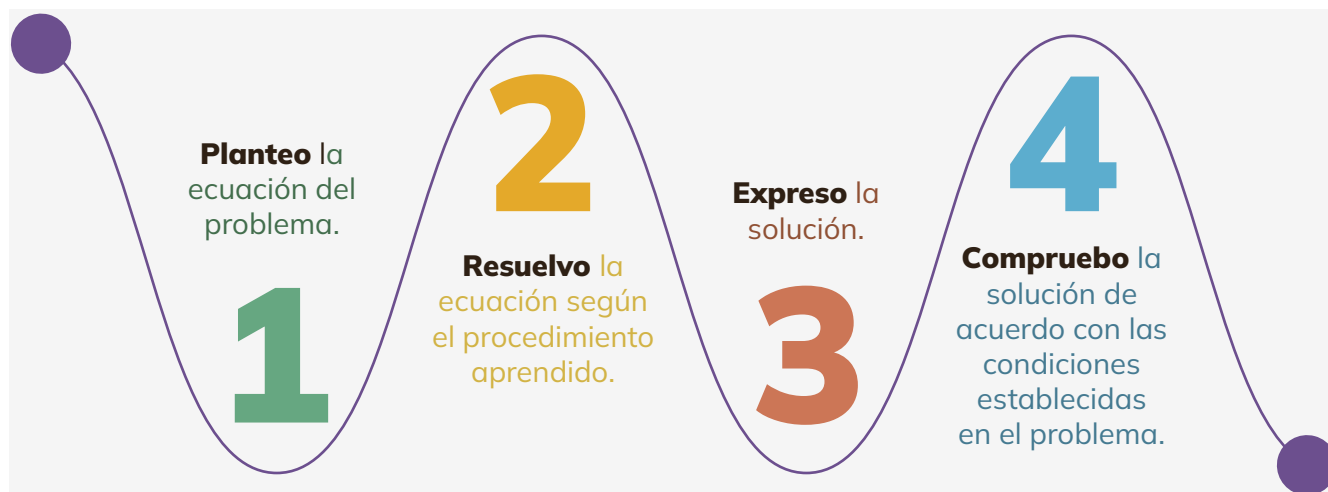 Planteo la
ecuación del
problema.
1
2
Resuelvo la
ecuación según
el procedimiento
aprendido.
Expreso la
solución.
3
4
Compruebo la
solución de
acuerdo con las
condiciones
establecidas
en el problema.